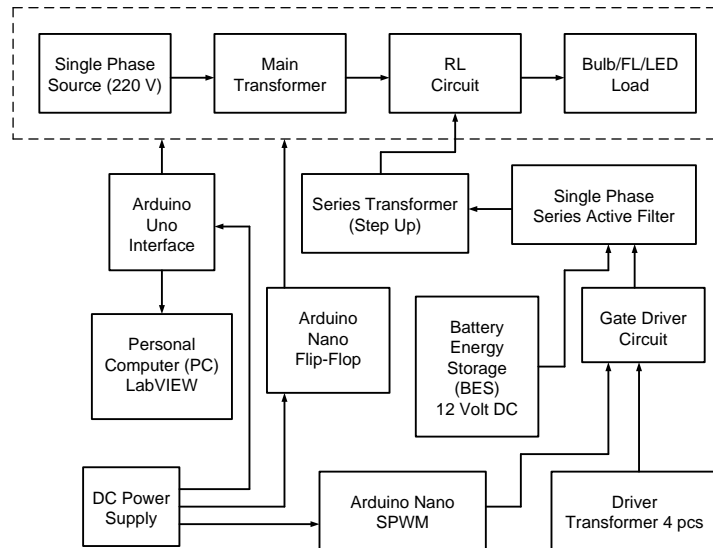 Single Phase
Source (220 V)
Main
Transformer
RL
Circuit
Bulb/FL/LED
Load
Arduino
Uno
Interface
Series Transformer
(Step Up)
Single Phase
Series Active Filter
Personal
Computer (PC)
LabVIEW
Arduino
Nano
Flip-Flop
Battery
Energy
Storage
(BES)
12 Volt DC
Gate Driver
Circuit
DC Power
Supply
Arduino Nano
SPWM
Driver
Transformer 4 pcs